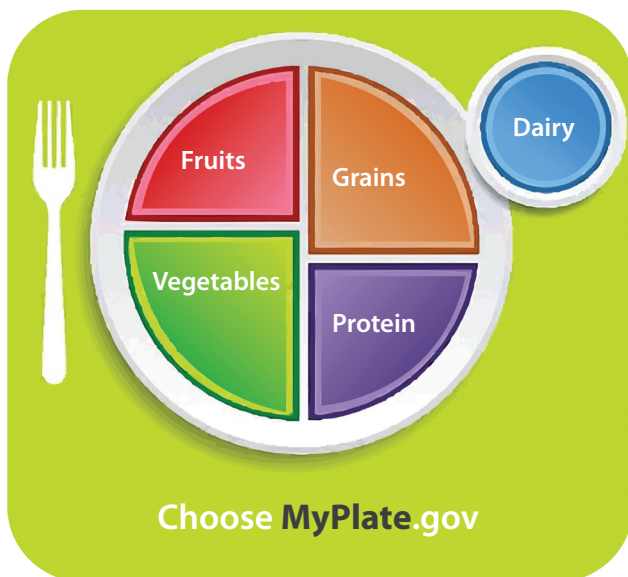 Fruits
Grains
Dairy
Vegetables
Protein
Choose MyPlate.gov